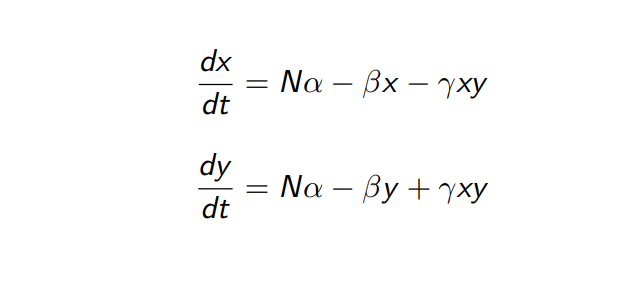 dx/dt = Nα − βx − γxy
dy/dt = Nα − βy + γxy